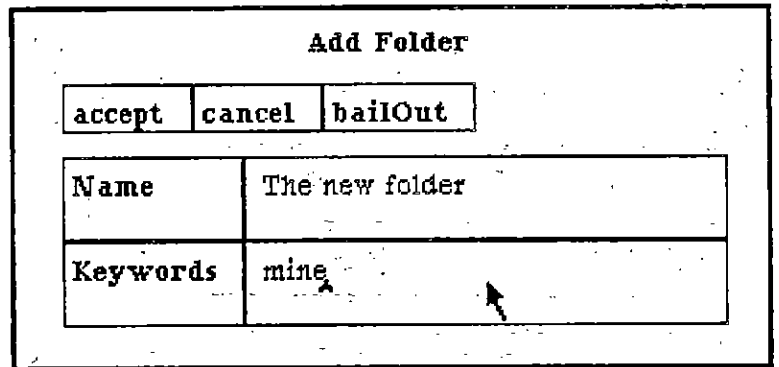 Add Folder
accept cancel bailOut
Name The new folder
Keywords mine